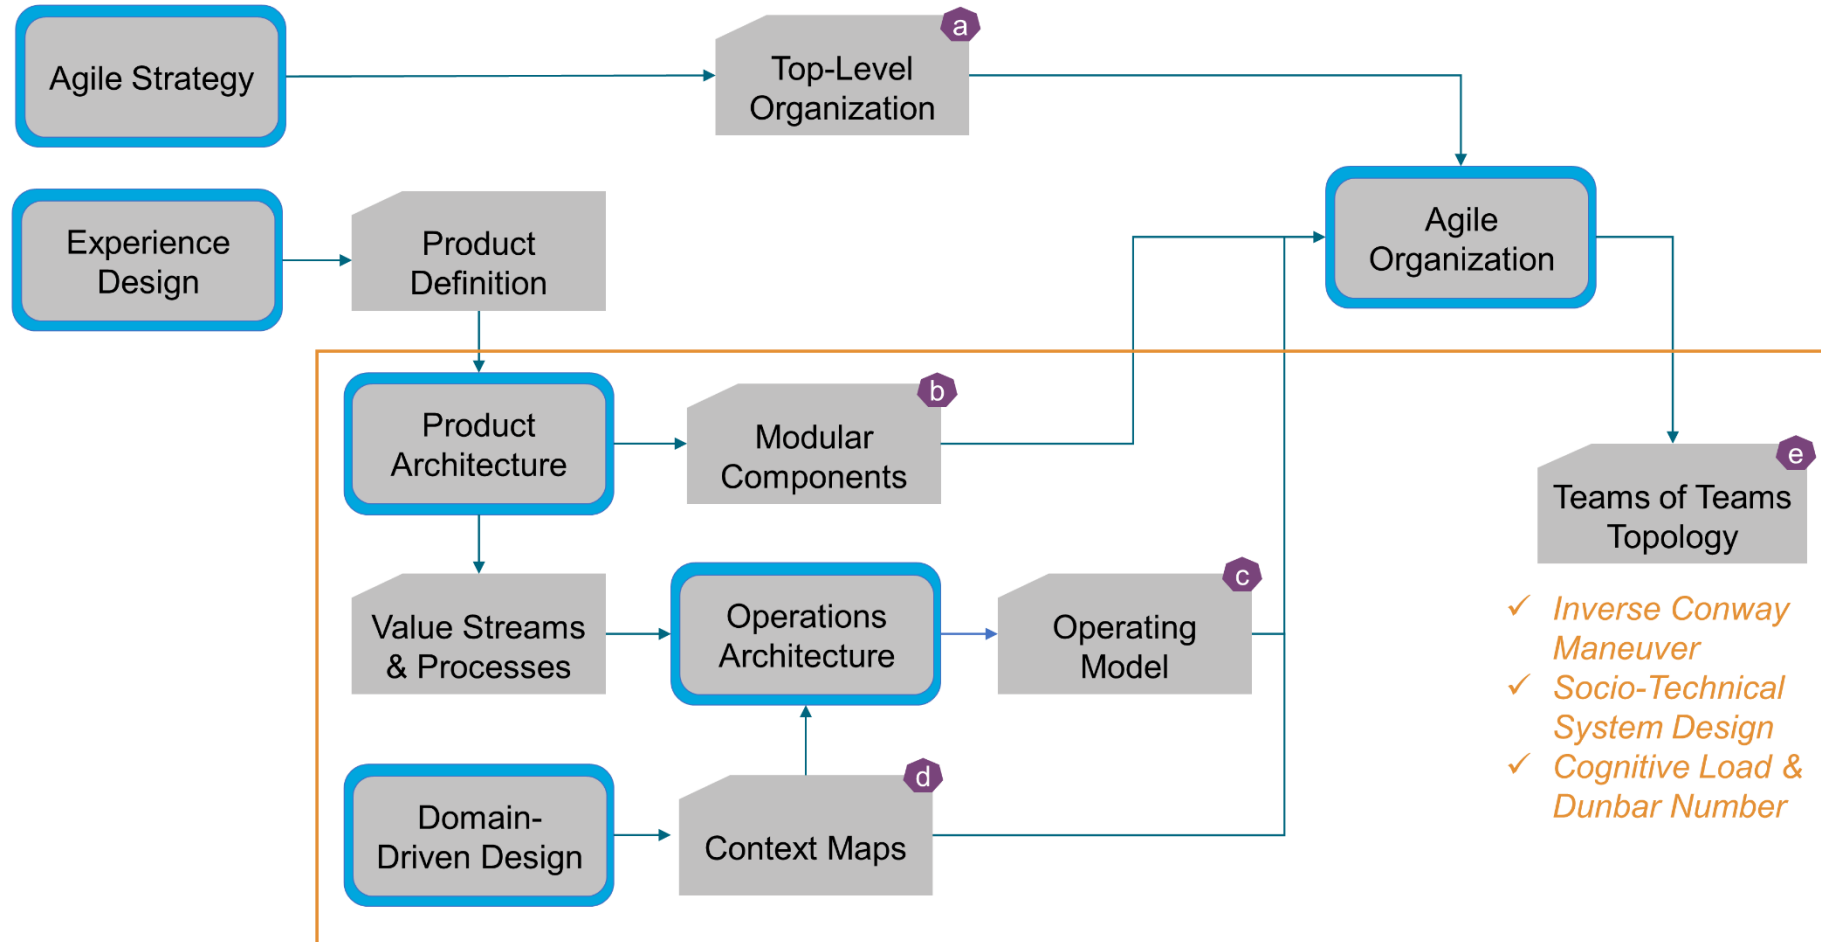 a
Agile Strategy
Top-Level
Organization
Experience
Design
Product
Definition
Agile
Organization
Product
Architecture
b
Modular
Components
e
Teams of Teams
Topology
Value Streams
& Processes
Operations
Architecture
c
Operating
Model
✓ Inverse Conway
Maneuver
✓ Socio-Technical
System Design
✓ Cognitive Load &
Dunbar Number
Domain-
Driven Design
d
Context Maps